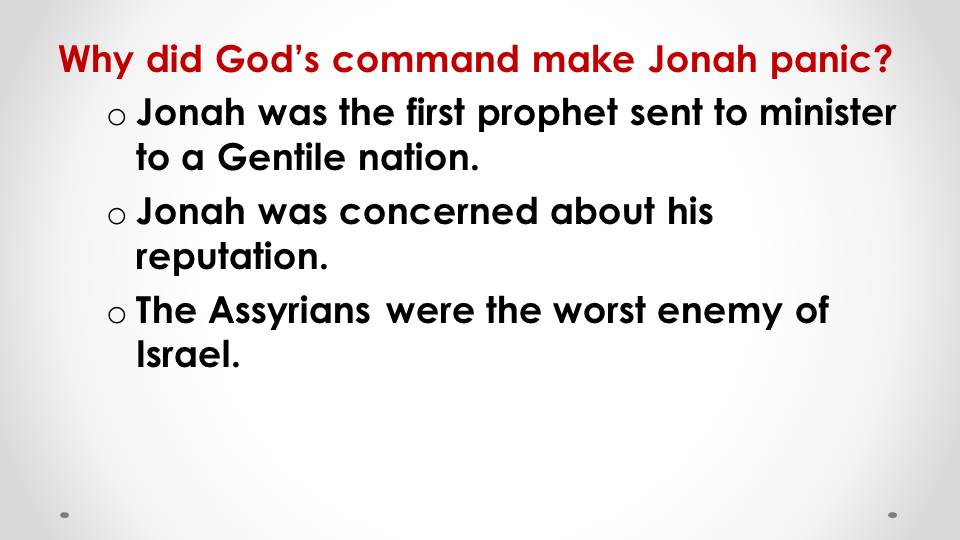 Why did God’s command make Jonah panic?
o Jonah was the first prophet sent to minister
to a Gentile nation.
o Jonah was concerned about his
reputation.
o The Assyrians were the worst enemy of
Israel.